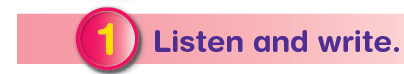 1 Listen and write.